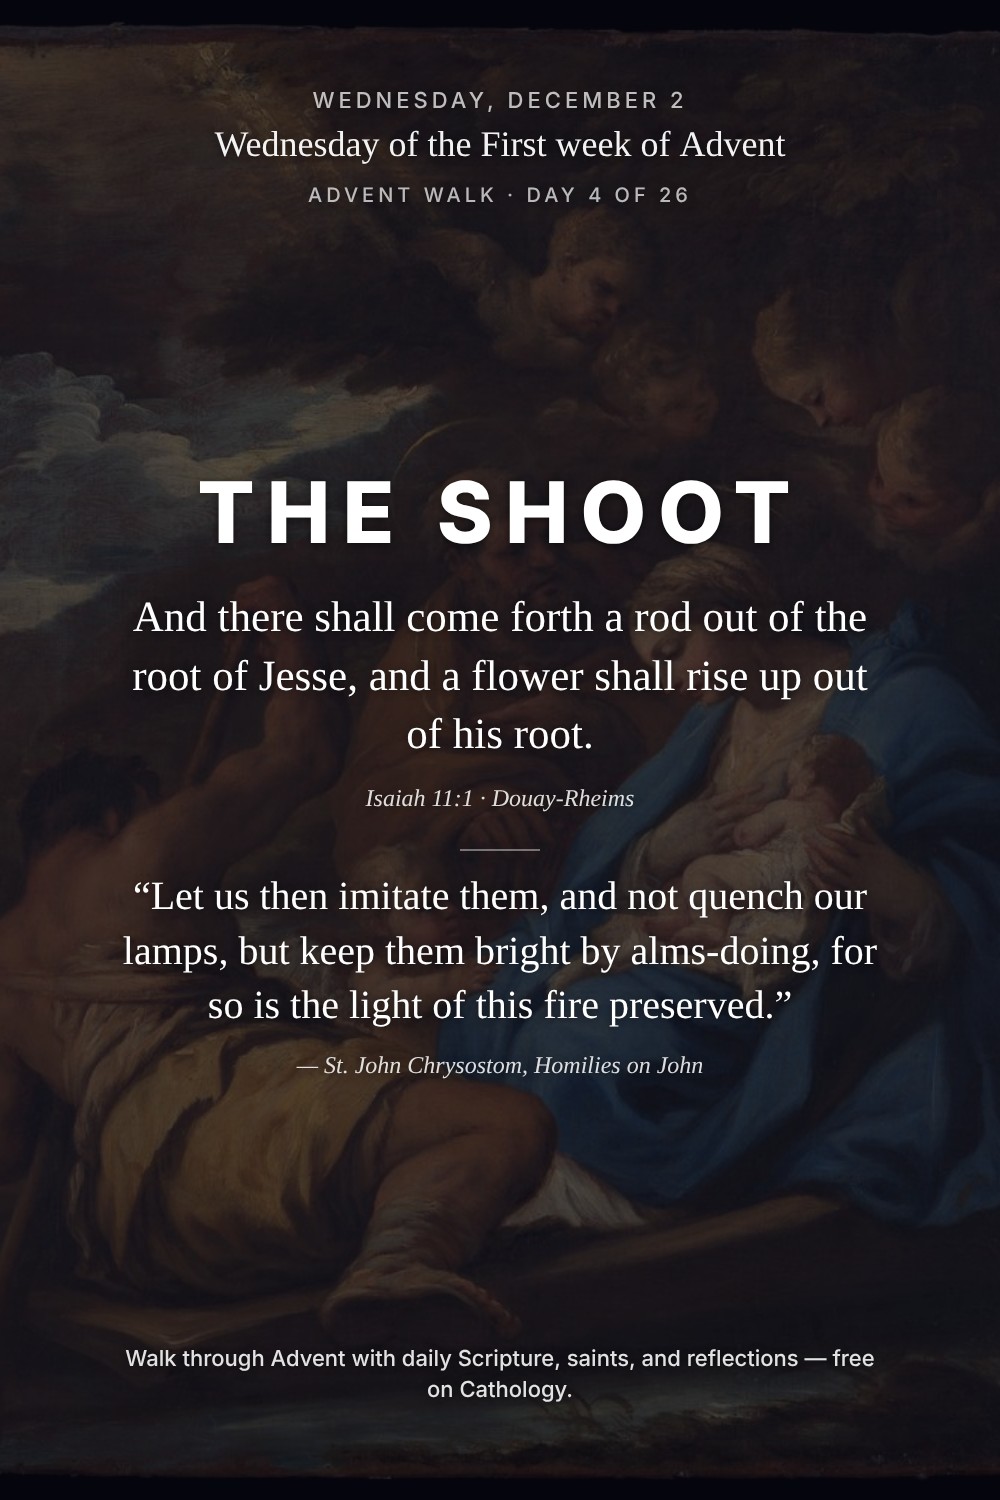 WEDNESDAY, DECEMBER 2
Wednesday of the First week of Advent
ADVENT WALK · DAY 4 OF 26
THE SHOOT
And there shall come forth a rod out of the
root of Jesse, and a flower shall rise up out
of his root.
Isaiah 11:1 · Douay-Rheims
“Let us then imitate them, and not quench our
lamps, but keep them bright by alms-doing, for
so is the light of this fire preserved.”
— St. John Chrysostom, Homilies on John
Walk through Advent with daily Scripture, saints, and reflections — free
on Cathology.